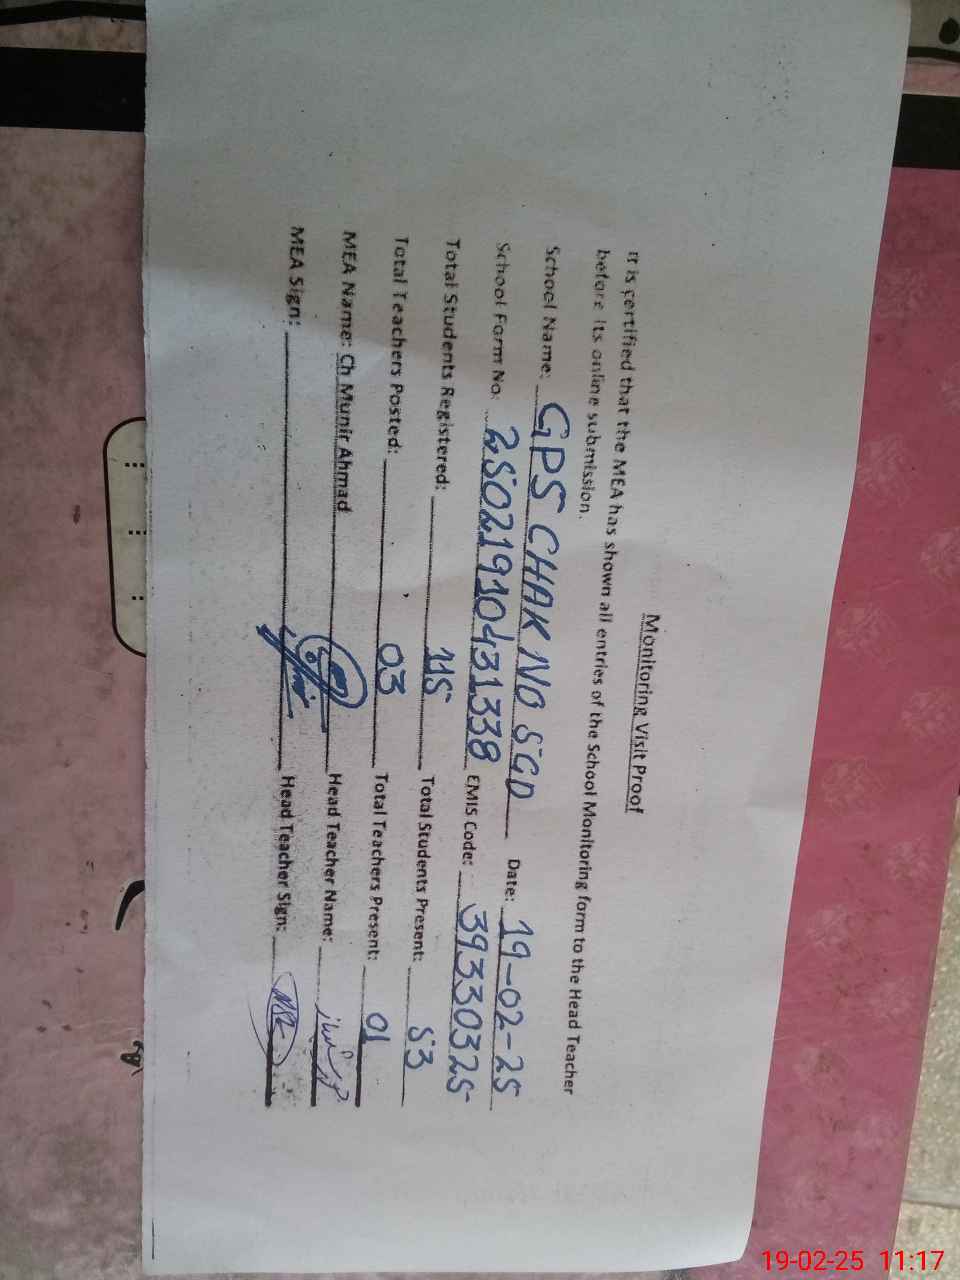 Monitoring Visit Proof
It is certified that the MEA has shown all entries of the School Monitoring form to the Head Teacher
before its online submission.
School Name: GPS CHAK NO 5GD Date: 19-02-25
School Form No: 2502191043​1338 EMIS Code: 39330325
Total Students Registered: 115 Total Students Present: 53
Total Teachers Posted: 03 Total Teachers Present: 01
MEA Name: Ch Munir Ahmad Head Teacher Name:
MEA Sign: Head Teacher Sign:
19-02-25 11:17